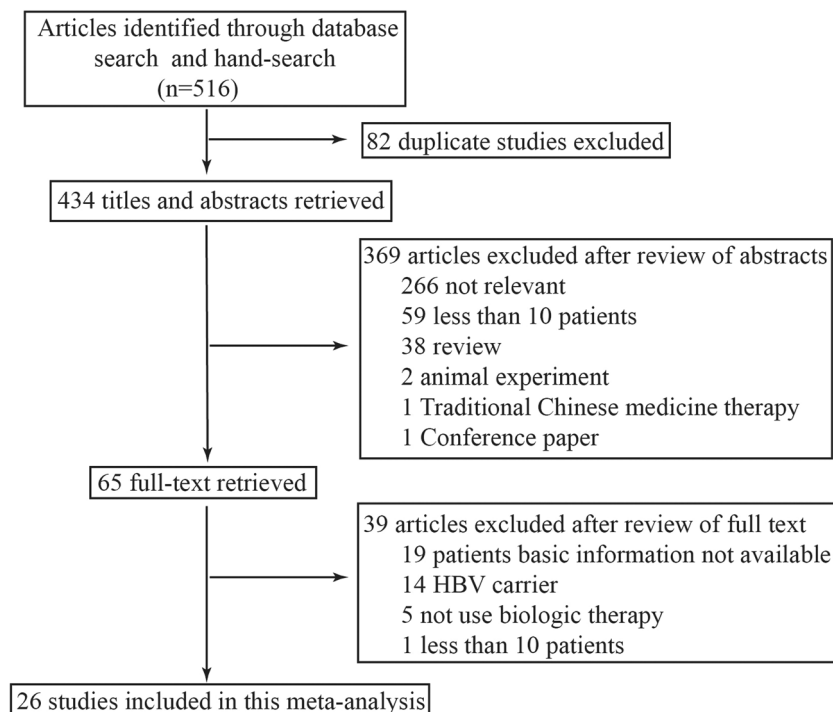 Articles identified through database
search and hand-search
(n=516)
82 duplicate studies excluded
434 titles and abstracts retrieved
369 articles excluded after review of abstracts
266 not relevant
59 less than 10 patients
38 review
2 animal experiment
1 Traditional Chinese medicine therapy
1 Conference paper
65 full-text retrieved
39 articles excluded after review of full text
19 patients basic information not available
14 HBV carrier
5 not use biologic therapy
1 less than 10 patients
26 studies included in this meta-analysis